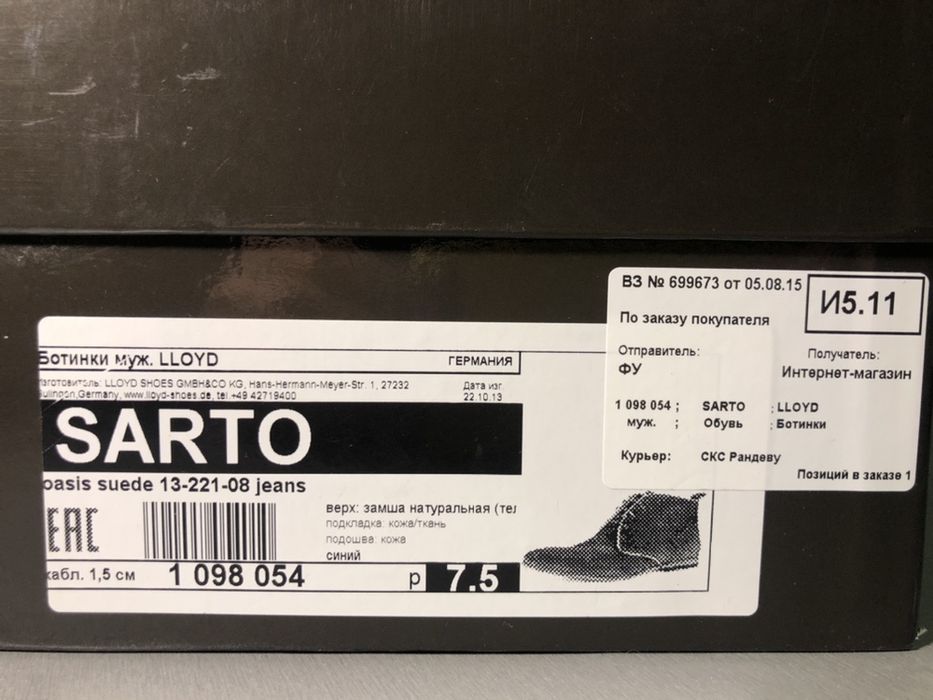 ВЗ № 699673 от 05.08.15
И5.11
По заказу покупателя
Отправитель:
ФУ
Получатель:
Интернет-магазин
1 098 054 ; SARTO ; LLOYD
муж. ; Обувь ; Ботинки
Курьер: СКС Рандеву
Позиций в заказе 1
Ботинки муж. LLOYD
ГЕРМАНИЯ
Изготовитель: LLOYD SHOES GMBH&CO KG, Hans-Hermann-Meyer-Str. 1, 27232
Germany, www.lloyd-shoes.de, tel +49 42719400
Дата изг.
22.10.13
SARTO
oasis suede 13-221-08 jeans
EAC
верх: замша натуральная (тел
подкладка: кожа/ткань
подошва: кожа
синий
кабл. 1,5 см
1 098 054
р 7.5